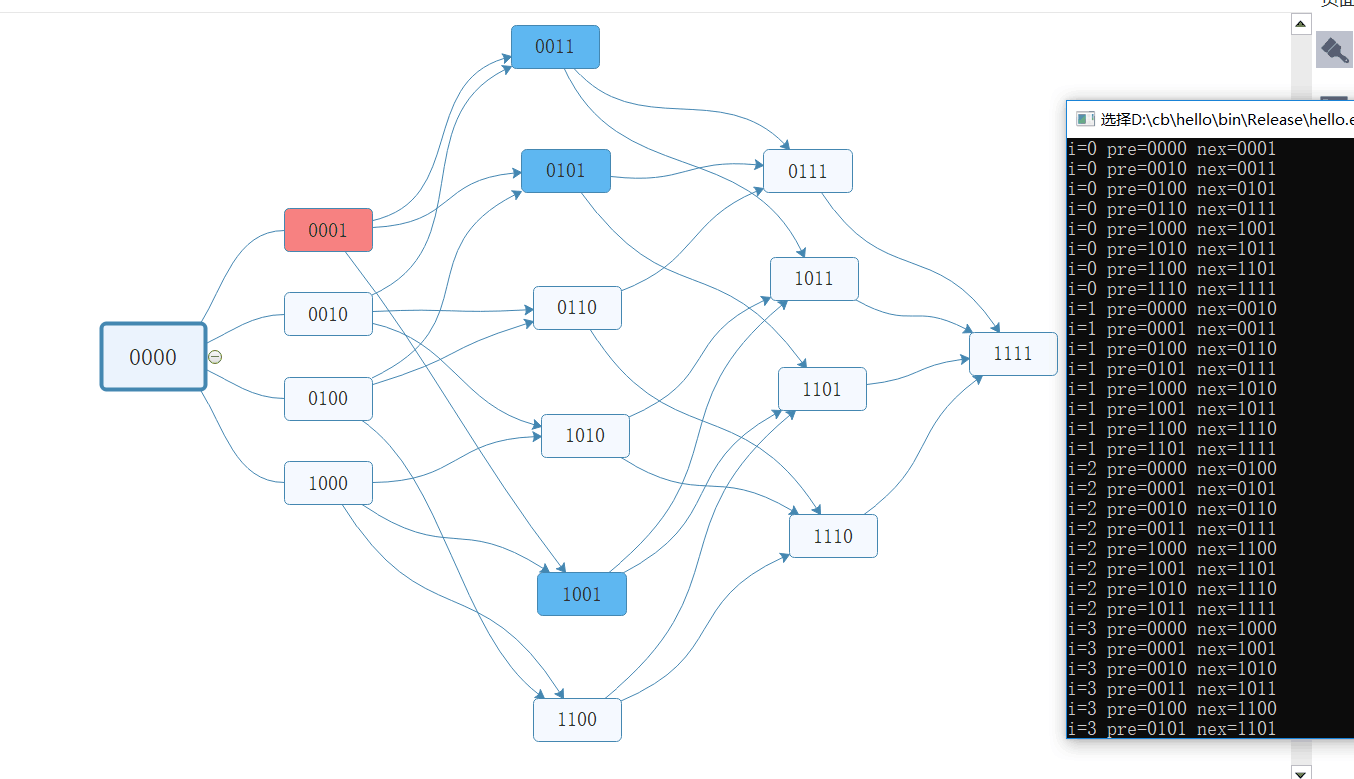 页面
0011
0101
0111
0001
1011
0010
0110
0000
1111
0100
1101
1010
1000
1110
1001
1100
选择D:\cb\hello\bin\Release\hello.e
i=0 pre=0000 nex=0001
i=0 pre=0010 nex=0011
i=0 pre=0100 nex=0101
i=0 pre=0110 nex=0111
i=0 pre=1000 nex=1001
i=0 pre=1010 nex=1011
i=0 pre=1100 nex=1101
i=0 pre=1110 nex=1111
i=1 pre=0000 nex=0010
i=1 pre=0001 nex=0011
i=1 pre=0100 nex=0110
i=1 pre=0101 nex=0111
i=1 pre=1000 nex=1010
i=1 pre=1001 nex=1011
i=1 pre=1100 nex=1110
i=1 pre=1101 nex=1111
i=2 pre=0000 nex=0100
i=2 pre=0001 nex=0101
i=2 pre=0010 nex=0110
i=2 pre=0011 nex=0111
i=2 pre=1000 nex=1100
i=2 pre=1001 nex=1101
i=2 pre=1010 nex=1110
i=2 pre=1011 nex=1111
i=3 pre=0000 nex=1000
i=3 pre=0001 nex=1001
i=3 pre=0010 nex=1010
i=3 pre=0011 nex=1011
i=3 pre=0100 nex=1100
i=3 pre=0101 nex=1101